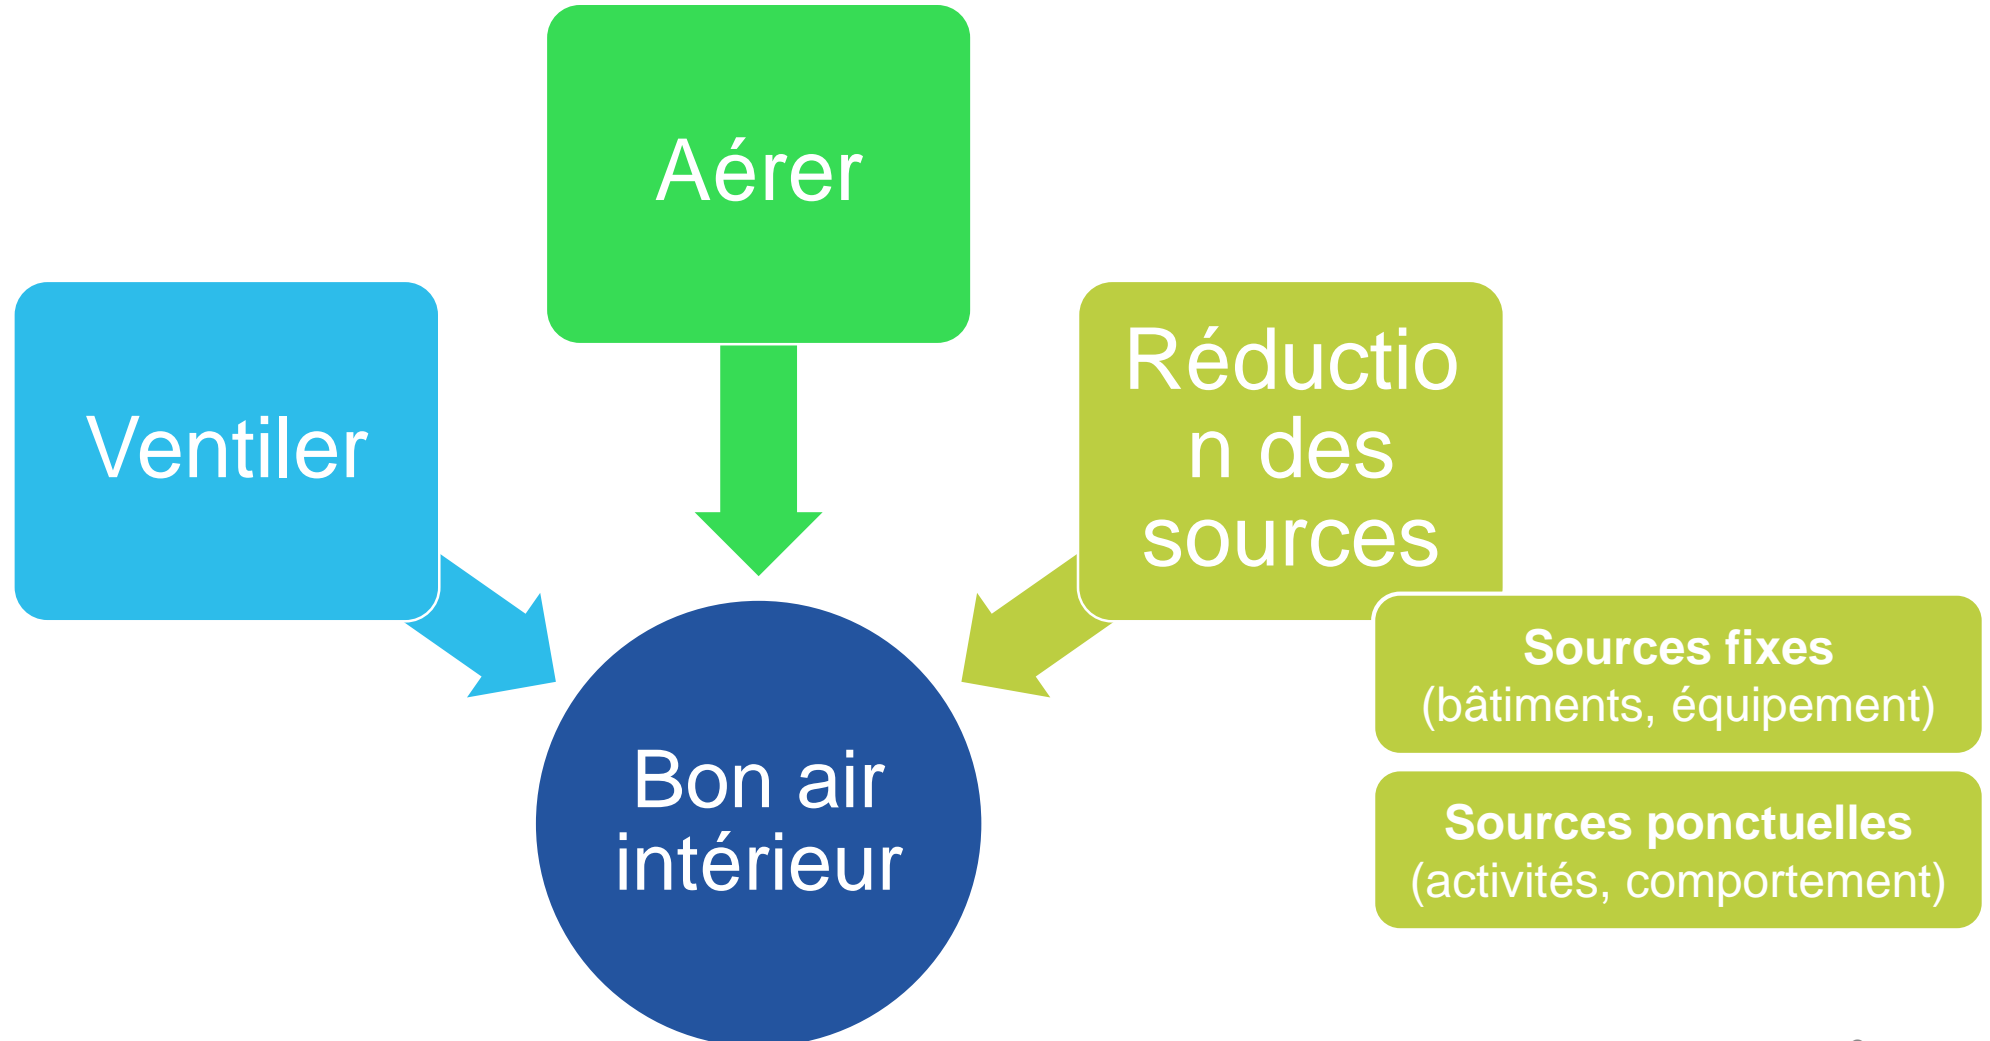 Aérer
Ventiler
Réductio
n des
sources
Sources fixes
(bâtiments, équipement)
Sources ponctuelles
(activités, comportement)
Bon air
intérieur